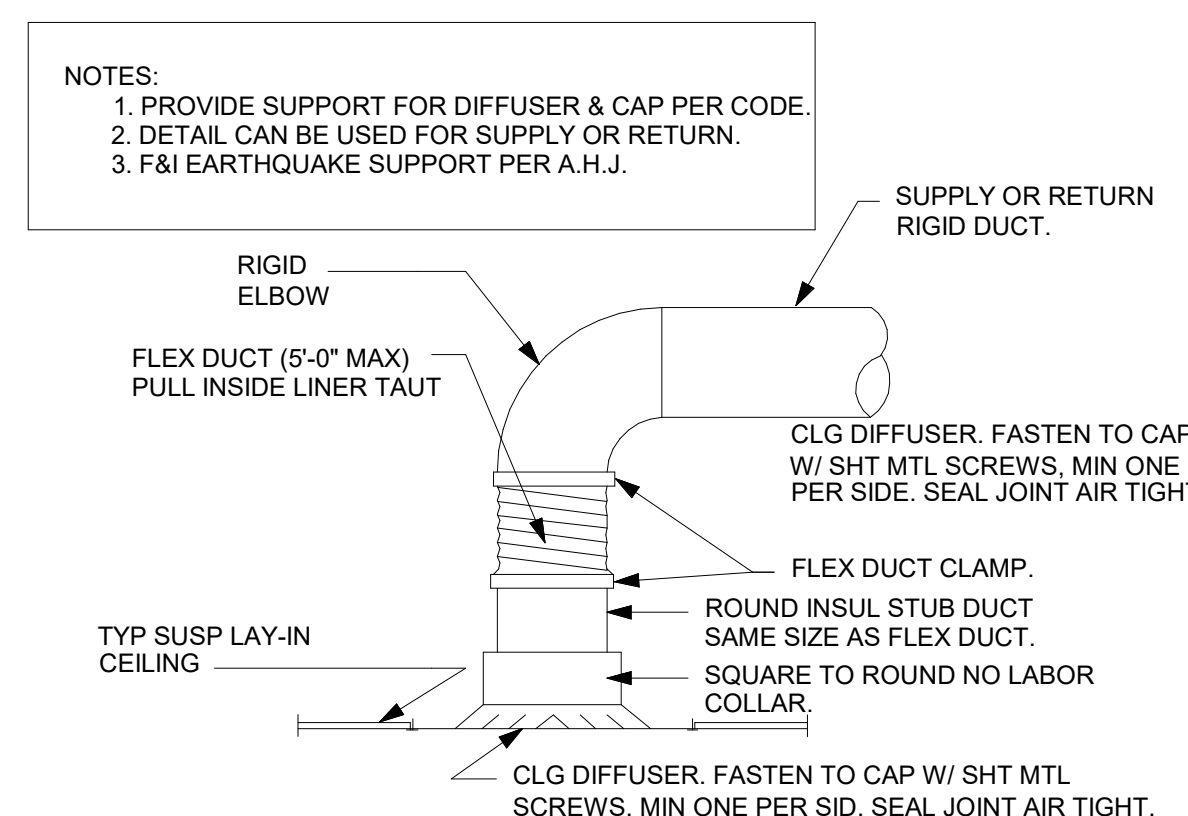 NOTES:
1. PROVIDE SUPPORT FOR DIFFUSER & CAP PER CODE.
2. DETAIL CAN BE USED FOR SUPPLY OR RETURN.
3. F&I EARTHQUAKE SUPPORT PER A.H.J.
SUPPLY OR RETURN
RIGID DUCT.
RIGID
ELBOW
FLEX DUCT (5'-0" MAX)
PULL INSIDE LINER TAUT
CLG DIFFUSER. FASTEN TO CAP
W/ SHT MTL SCREWS, MIN ONE
PER SIDE. SEAL JOINT AIR TIGHT
FLEX DUCT CLAMP.
ROUND INSUL STUB DUCT
SAME SIZE AS FLEX DUCT.
TYP SUSP LAY-IN
CEILING
SQUARE TO ROUND NO LABOR
COLLAR.
CLG DIFFUSER. FASTEN TO CAP W/ SHT MTL
SCREWS. MIN ONE PER SID. SEAL JOINT AIR TIGHT.